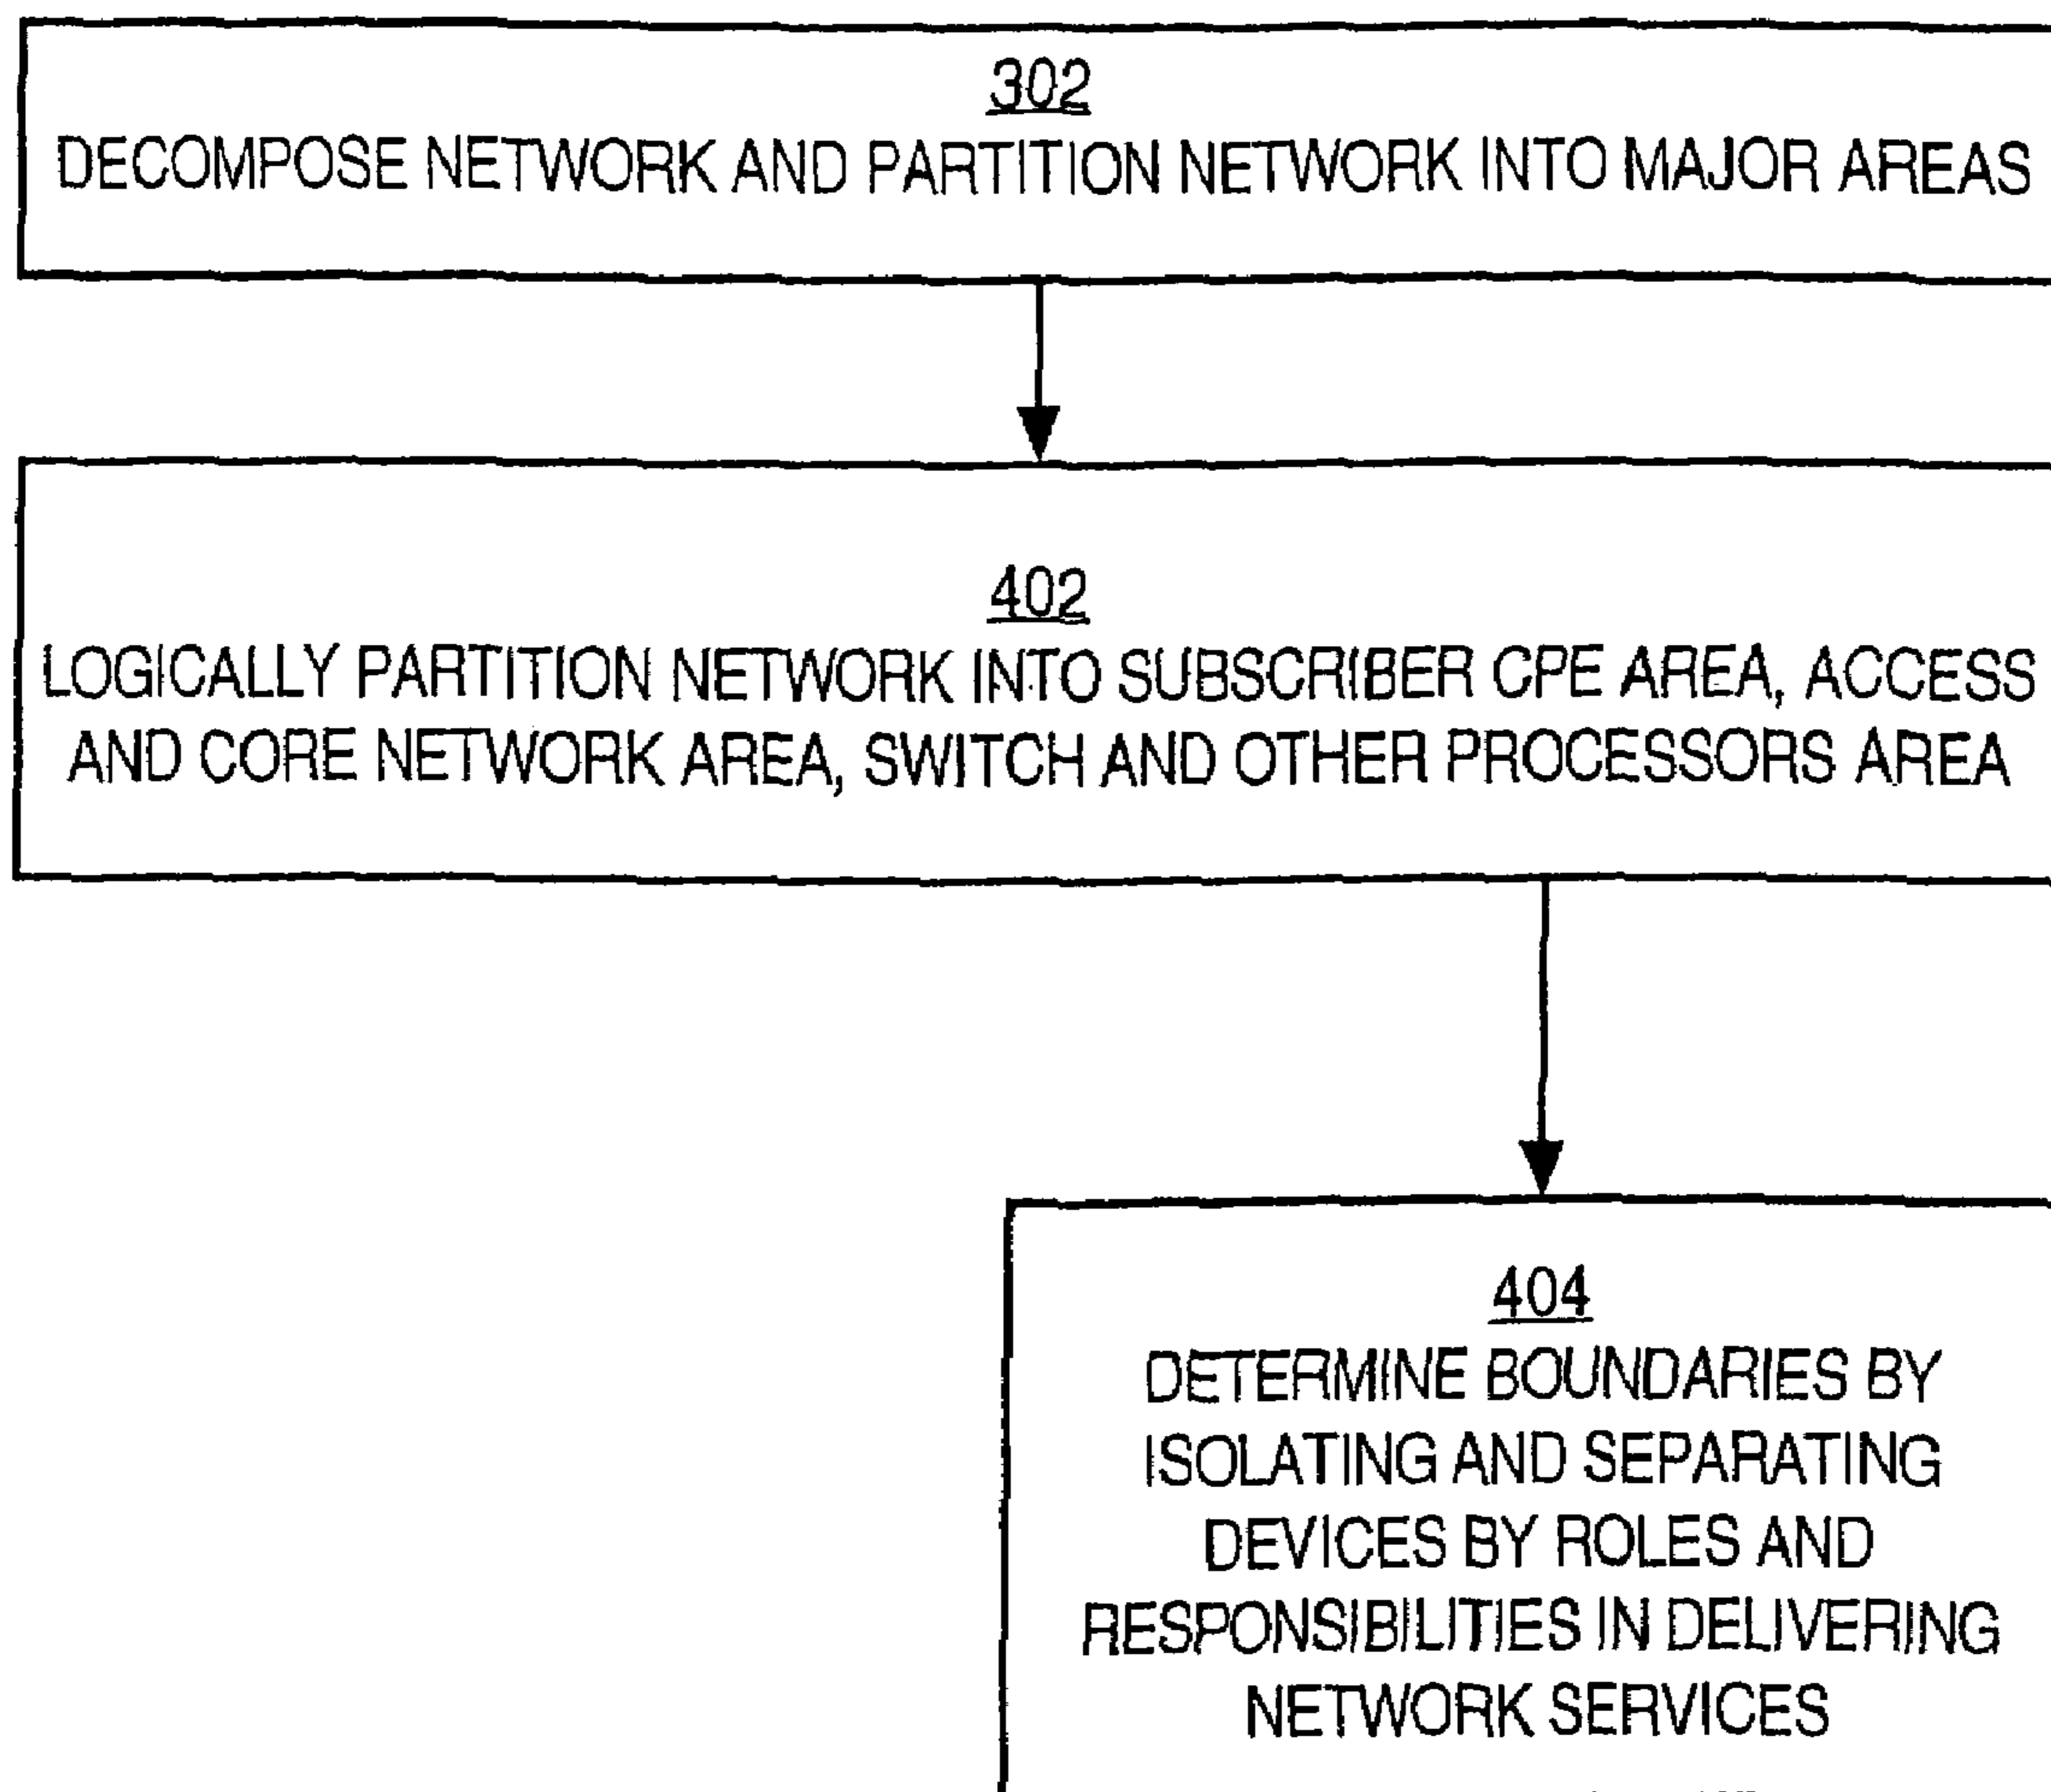 302
DECOMPOSE NETWORK AND PARTITION NETWORK INTO MAJOR AREAS
402
LOGICALLY PARTITION NETWORK INTO SUBSCRIBER CPE AREA, ACCESS
AND CORE NETWORK AREA, SWITCH AND OTHER PROCESSORS AREA
404
DETERMINE BOUNDARIES BY
ISOLATING AND SEPARATING
DEVICES BY ROLES AND
RESPONSIBILITIES IN DELIVERING
NETWORK SERVICES